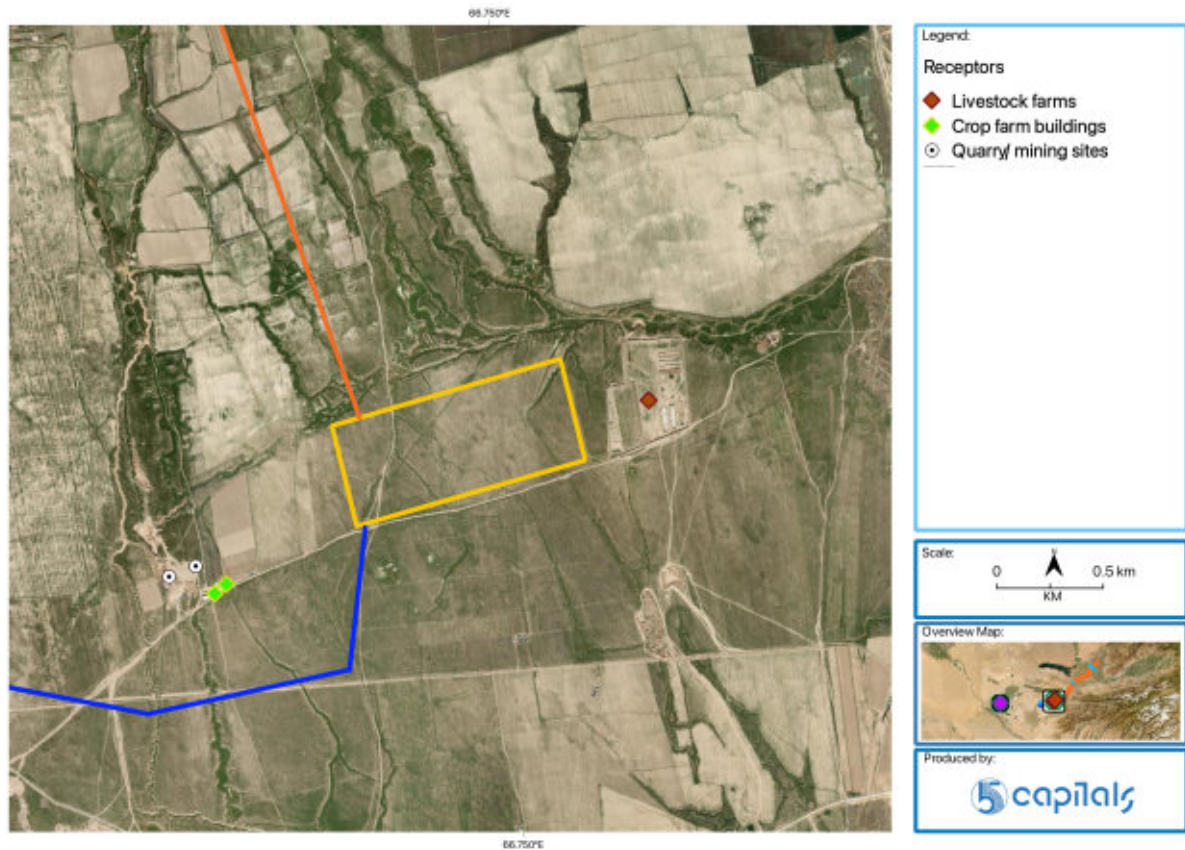 66.750°E
Legend:
Receptors
Livestock farms
Crop farm buildings
Quarry/ mining sites
Scale:
N
0 0.5 km
KM
Overview Map:
Produced by:
5 capitals
66.750°E